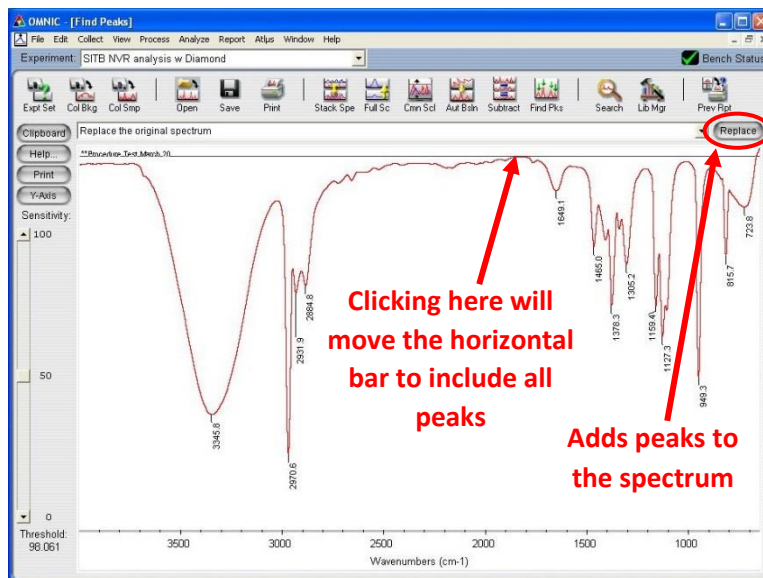 OMNIC - [Find Peaks]
File Edit Collect View Process Analyze Report Atlµs Window Help
Experiment: SITB NVR analysis w Diamond
Bench Status
Expt Set Col Bkg Col Smp Open Save Print Stack Spe Full Sc Cmn Scl Aut Bsln Subtract Find Pks Search Lib Mgr Prev Rpt
Clipboard Replace the original spectrum Replace
Help...
**Procedure_Test_March_20
Print
Y-Axis
Sensitivity:
100
50
0
Threshold:
98.061
3345.8
2970.6
2931.9
2884.8
1649.1
1465.0
1378.3
1305.2
1159.4
1127.3
949.3
815.7
723.8
Clicking here will
move the horizontal
bar to include all
peaks
Adds peaks to
the spectrum
3500 3000 2500 2000 1500 1000
Wavenumbers (cm-1)